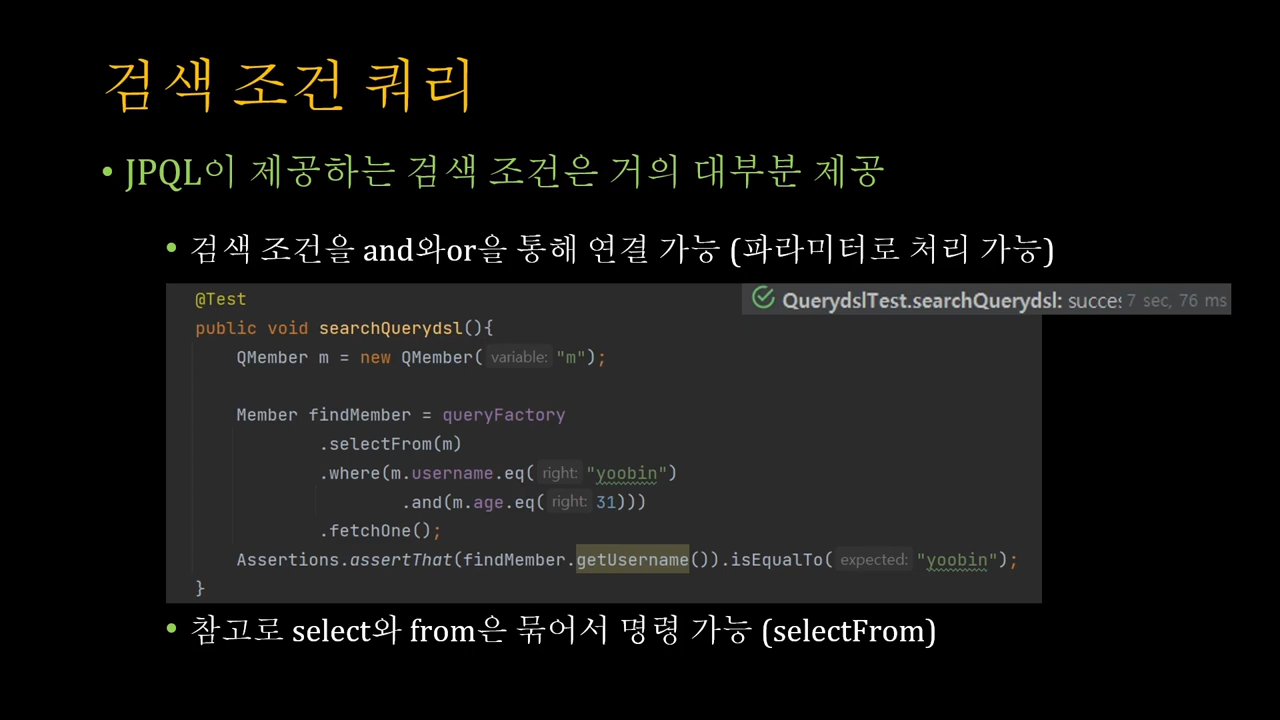 검색 조건 쿼리
• JPQL이 제공하는 검색 조건은 거의 대부분 제공
• 검색 조건을 and와or을 통해 연결 가능 (파라미터로 처리 가능)
QuerydslTest.searchQuerydsl: succes 7 sec, 76 ms
@Test
public void searchQuerydsl(){
QMember m = new QMember( variable: "m");
Member findMember = queryFactory
.selectFrom(m)
.where(m.username.eq( right: "yoobin")
.and(m.age.eq( right: 31)))
.fetchOne();
Assertions.assertThat(findMember.getUsername()).isEqualTo( expected: "yoobin");
}
• 참고로 select와 from은 묶어서 명령 가능 (selectFrom)